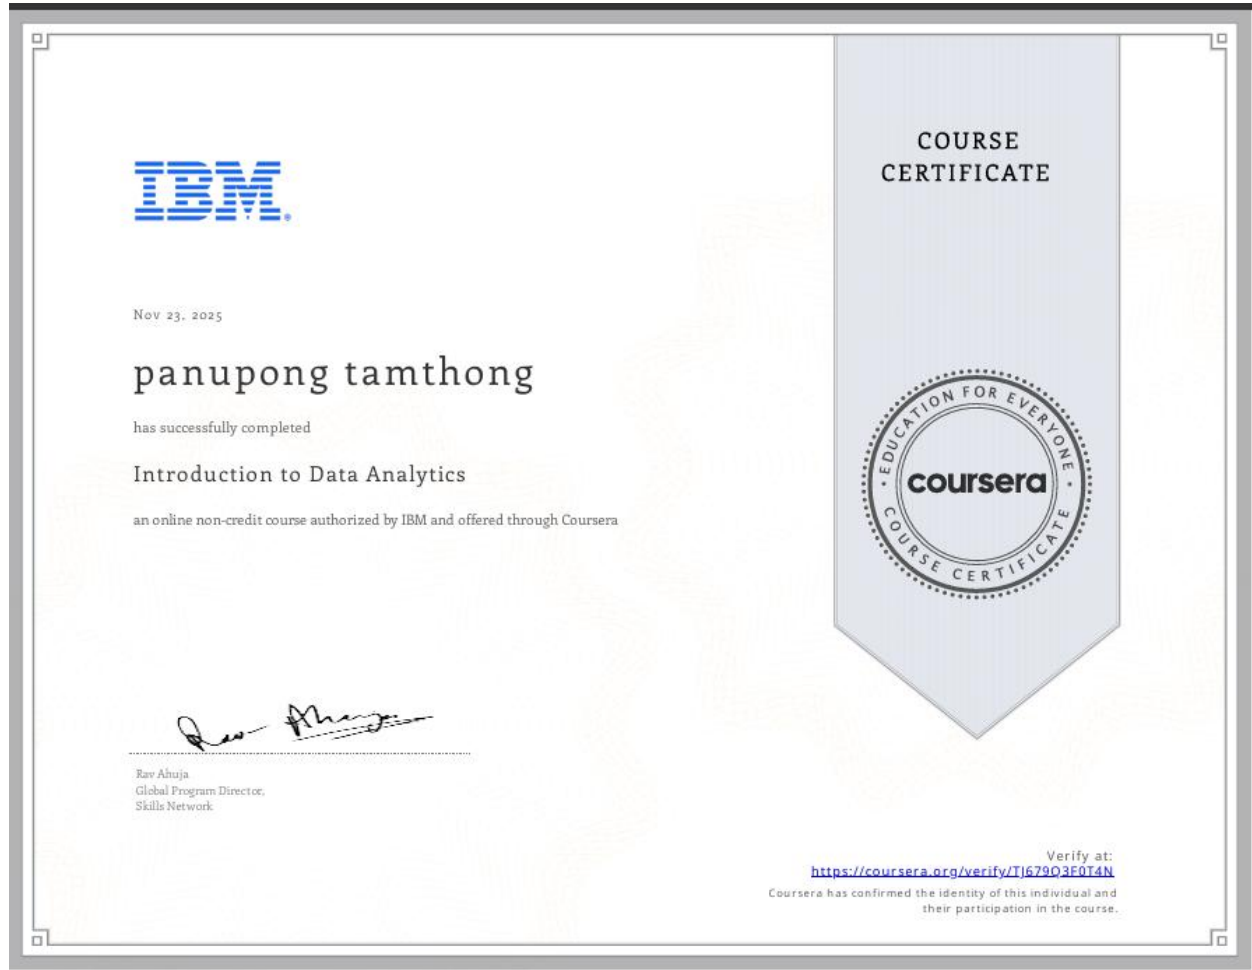 IBM®
COURSE
CERTIFICATE
Nov 23, 2025
panupong tamthong
has successfully completed
Introduction to Data Analytics
an online non-credit course authorized by IBM and offered through Coursera
EDUCATION FOR EVERYONE
coursera
COURSE CERTIFICATE
Rav Ahuja
Rav Ahuja
Global Program Director,
Skills Network
Verify at:
https://coursera.org/verify/TJ679Q3F0T4N
Coursera has confirmed the identity of this individual and
their participation in the course.